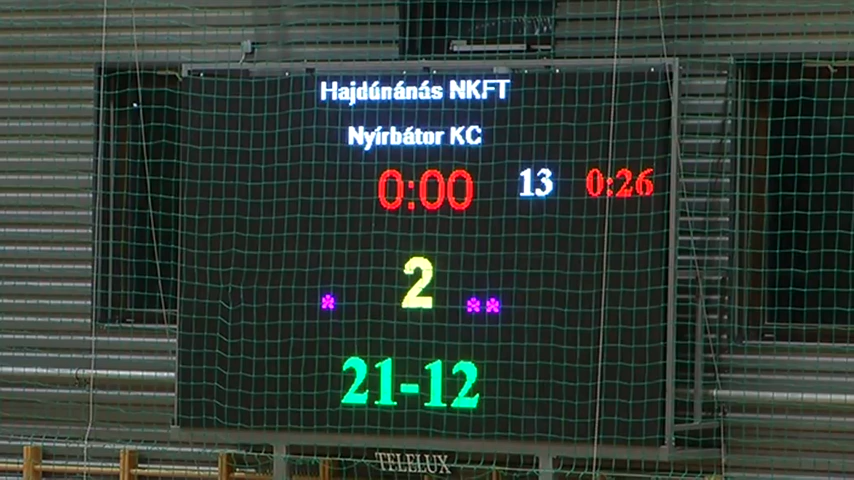 Hajdúnánás NKFT
Nyírbátor KC
0:00 13 0:26
* 2 **
21-12
TELELUX